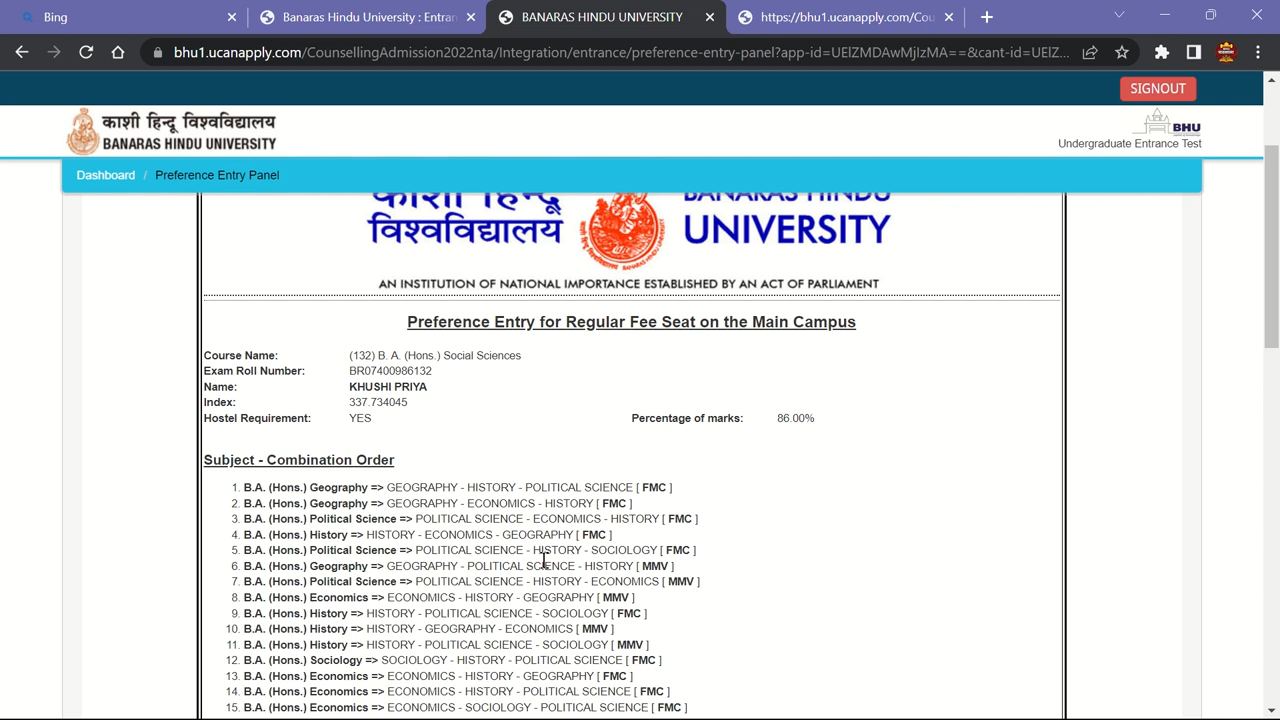 Bing
Banaras Hindu University : Entran
BANARAS HINDU UNIVERSITY
https://bhu1.ucanapply.com/Cou
bhu1.ucanapply.com/CounsellingAdmission2022nta/Integration/entrance/preference-entry-panel?app-id=UElZMDAwMjIzMA==&cant-id=UElZ...
SIGNOUT
काशी हिन्दू विश्वविद्यालय
BANARAS HINDU UNIVERSITY
BHU
Undergraduate Entrance Test
Dashboard / Preference Entry Panel
काशी हिन्दू
विश्वविद्यालय
BANARAS HINDU
UNIVERSITY
AN INSTITUTION OF NATIONAL IMPORTANCE ESTABLISHED BY AN ACT OF PARLIAMENT
Preference Entry for Regular Fee Seat on the Main Campus
Course Name: (132) B. A. (Hons.) Social Sciences
Exam Roll Number: BR07400986132
Name: KHUSHI PRIYA
Index: 337.734045
Hostel Requirement: YES Percentage of marks: 86.00%
Subject - Combination Order
1. B.A. (Hons.) Geography => GEOGRAPHY - HISTORY - POLITICAL SCIENCE [ FMC ]
2. B.A. (Hons.) Geography => GEOGRAPHY - ECONOMICS - HISTORY [ FMC ]
3. B.A. (Hons.) Political Science => POLITICAL SCIENCE - ECONOMICS - HISTORY [ FMC ]
4. B.A. (Hons.) History => HISTORY - ECONOMICS - GEOGRAPHY [ FMC ]
5. B.A. (Hons.) Political Science => POLITICAL SCIENCE - HISTORY - SOCIOLOGY [ FMC ]
6. B.A. (Hons.) Geography => GEOGRAPHY - POLITICAL SCIENCE - HISTORY [ MMV ]
7. B.A. (Hons.) Political Science => POLITICAL SCIENCE - HISTORY - ECONOMICS [ MMV ]
8. B.A. (Hons.) Economics => ECONOMICS - HISTORY - GEOGRAPHY [ MMV ]
9. B.A. (Hons.) History => HISTORY - POLITICAL SCIENCE - SOCIOLOGY [ FMC ]
10. B.A. (Hons.) History => HISTORY - GEOGRAPHY - ECONOMICS [ MMV ]
11. B.A. (Hons.) History => HISTORY - POLITICAL SCIENCE - SOCIOLOGY [ MMV ]
12. B.A. (Hons.) Sociology => SOCIOLOGY - HISTORY - POLITICAL SCIENCE [ FMC ]
13. B.A. (Hons.) Economics => ECONOMICS - HISTORY - GEOGRAPHY [ FMC ]
14. B.A. (Hons.) Economics => ECONOMICS - HISTORY - POLITICAL SCIENCE [ FMC ]
15. B.A. (Hons.) Economics => ECONOMICS - SOCIOLOGY - POLITICAL SCIENCE [ FMC ]